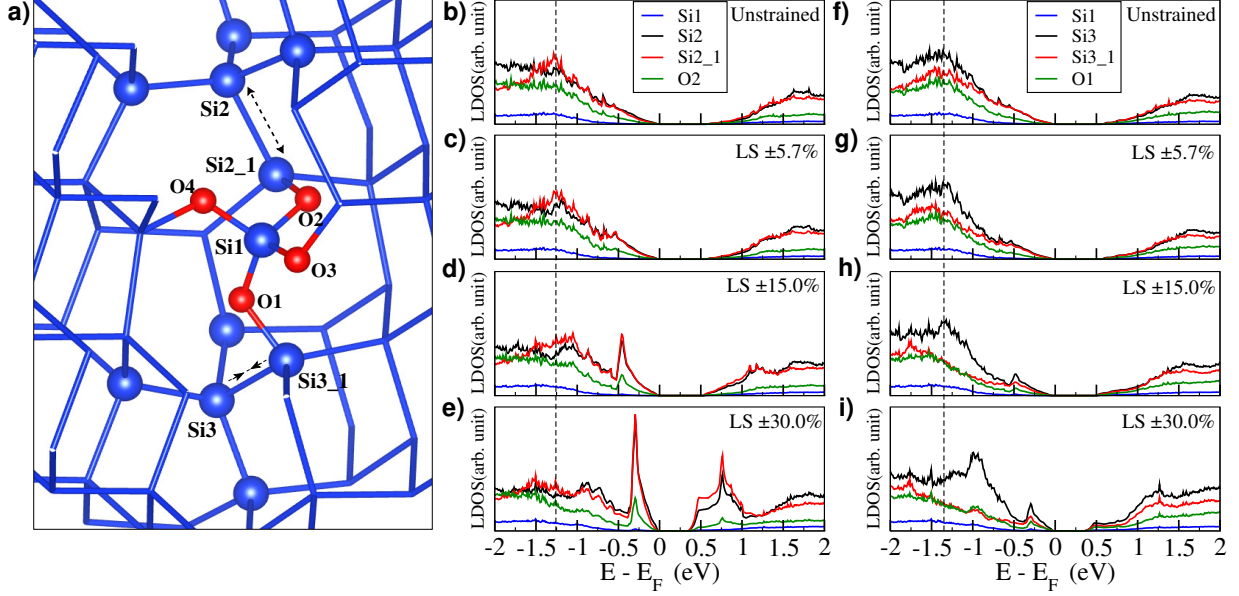 a)
Si2
Si2_1
O4
O2
Si1
O3
O1
Si3_1
Si3
b)
Si1
Si2
Si2_1
O2
Unstrained
LDOS(arb. unit)
c)
LS ±5.7%
LDOS(arb. unit)
d)
LS ±15.0%
LDOS(arb. unit)
e)
LS ±30.0%
LDOS(arb. unit)
-2 -1.5 -1 -0.5 0 0.5 1 1.5 2
E - E_F (eV)
f)
Si1
Si3
Si3_1
O1
Unstrained
LDOS(arb. unit)
g)
LS ±5.7%
LDOS(arb. unit)
h)
LS ±15.0%
LDOS(arb. unit)
i)
LS ±30.0%
LDOS(arb. unit)
-2 -1.5 -1 -0.5 0 0.5 1 1.5 2
E - E_F (eV)